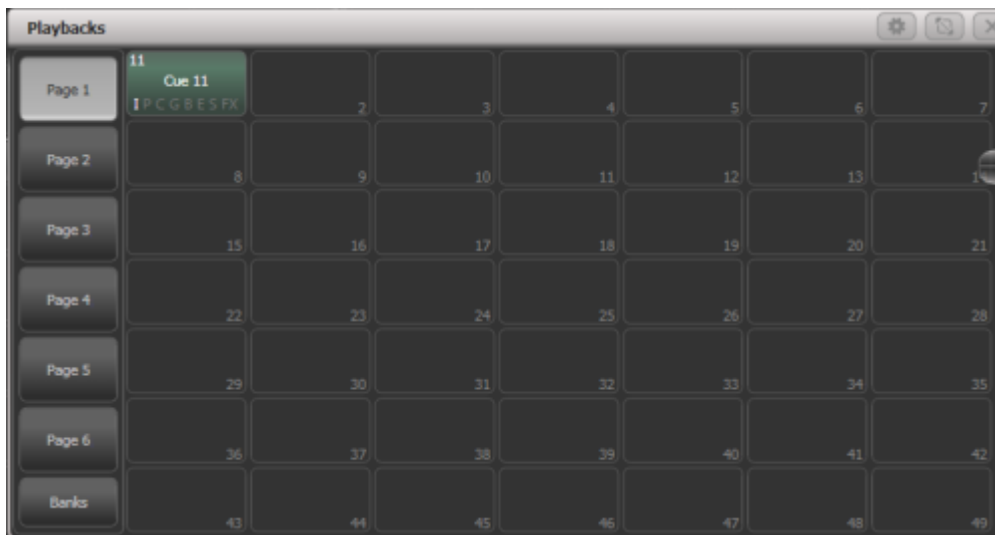 Playbacks
Page 1
11
Cue 11
I P C G B E S FX
2 3 4 5 6 7
Page 2
8 9 10 11 12 13
Page 3
15 16 17 18 19 20 21
Page 4
22 23 24 25 26 27 28
Page 5
29 30 31 32 33 34 35
Page 6
36 37 38 39 40 41 42
Banks
43 44 45 46 47 48 49